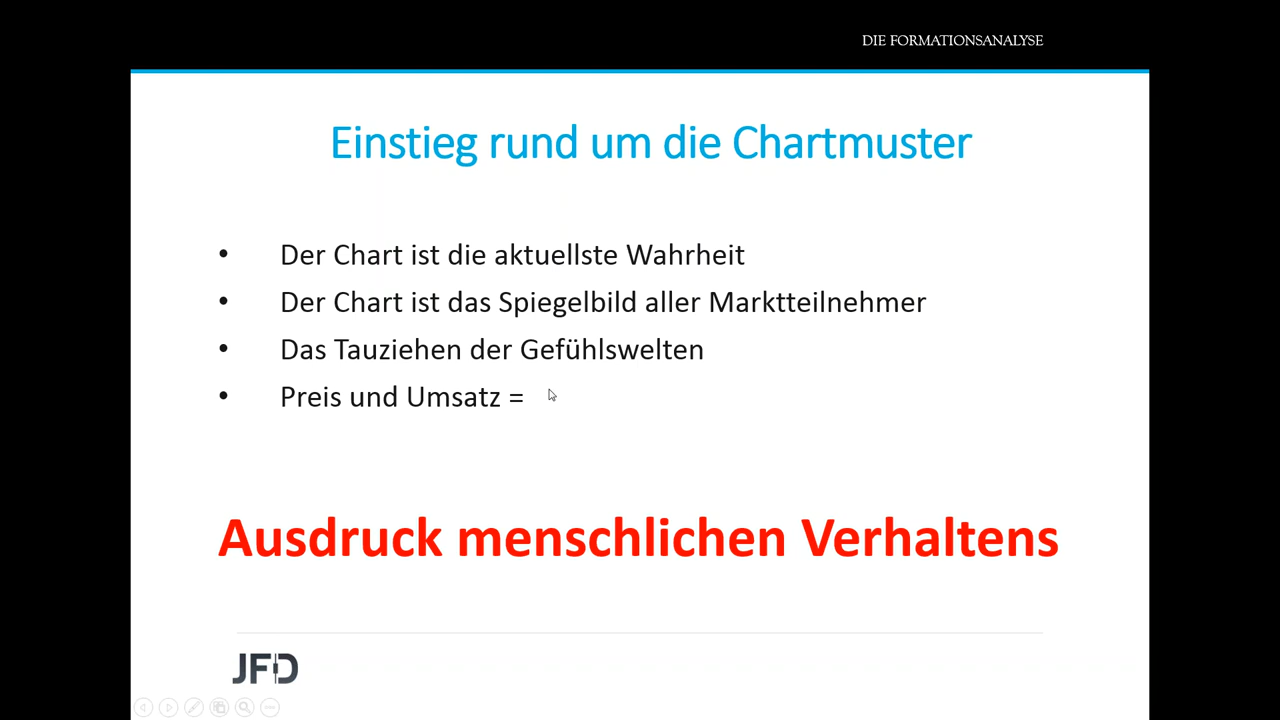 DIE FORMATIONSANALYSE
Einstieg rund um die Chartmuster
• Der Chart ist die aktuellste Wahrheit
• Der Chart ist das Spiegelbild aller Marktteilnehmer
• Das Tauziehen der Gefühlswelten
• Preis und Umsatz =
Ausdruck menschlichen Verhaltens
JFD